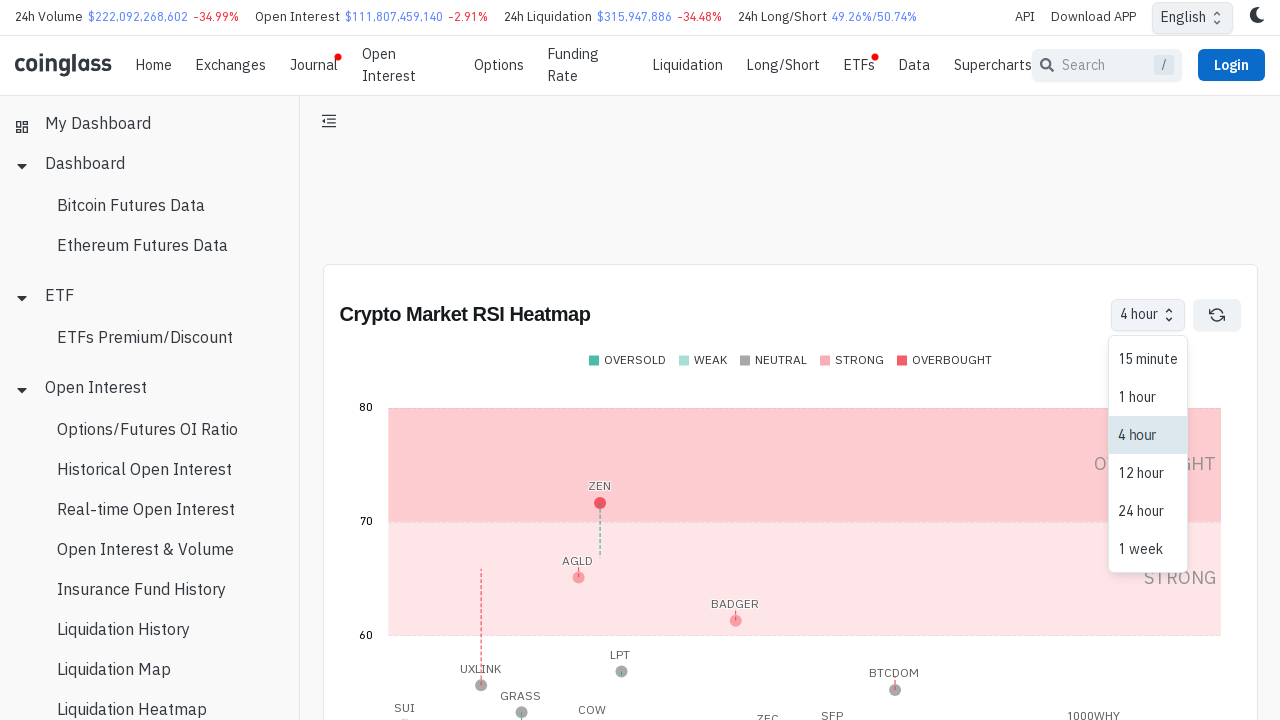 24h Volume $222,092,268,602 -34.99% Open Interest $111,807,459,140 -2.91% 24h Liquidation $315,947,886 -34.48% 24h Long/Short 49.26%/50.74% API Download APP English
coinglass Home Exchanges Journal Open Interest Options Funding Rate Liquidation Long/Short ETFs Data Supercharts Search / Login
My Dashboard
Dashboard
Bitcoin Futures Data
Ethereum Futures Data
ETF
ETFs Premium/Discount
Open Interest
Options/Futures OI Ratio
Historical Open Interest
Real-time Open Interest
Open Interest & Volume
Insurance Fund History
Liquidation History
Liquidation Map
Liquidation Heatmap
Crypto Market RSI Heatmap 4 hour
15 minute
1 hour
4 hour
12 hour
24 hour
1 week
OVERSOLD WEAK NEUTRAL STRONG OVERBOUGHT
80
ZEN
70
AGLD
STRONG
BADGER
60
LPT
UXLINK
BTCDOM
GRASS
SUI
COW
ZEC
SFP
1000WHY